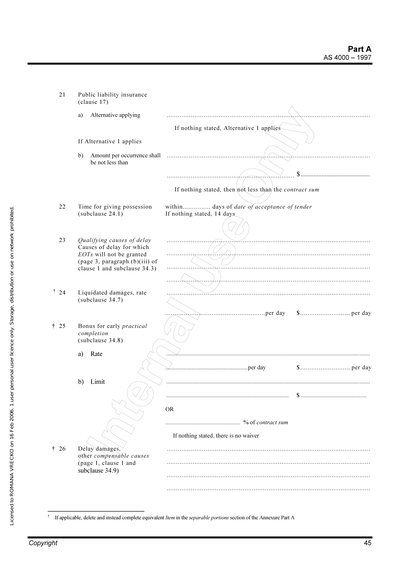 Part A
AS 4000 – 1997
21 Public liability insurance
(clause 17)
a) Alternative applying ..........
If nothing stated, Alternative 1 applies
If Alternative 1 applies
b) Amount per occurrence shall ..........
be not less than
.......... $..........
If nothing stated, then not less than the contract sum
22 Time for giving possession within.............. days of date of acceptance of tender
(subclause 24.1) If nothing stated, 14 days
23 Qualifying causes of delay ..........
Causes of delay for which ..........
EOTs will not be granted
(page 3, paragraph (b)(iii) of ..........
clause 1 and subclause 34.3) ..........
† 24 Liquidated damages, rate ..........
(subclause 34.7)
..........per day $..........per day
† 25 Bonus for early practical
completion
(subclause 34.8)
a) Rate ..........
..........per day $..........per day
b) Limit ..........
.......... $..........
OR
.......... % of contract sum
If nothing stated, there is no waiver
† 26 Delay damages, ..........
other compensable causes ..........
(page 1, clause 1 and
subclause 34.9) ..........
..........
† If applicable, delete and instead complete equivalent Item in the separable portions section of the Annexure Part A
Copyright 45
Licensed to ROMANA VRECKO on 16 Feb 2006. 1 user personal user licence only. Storage, distribution or use on network prohibited.
Internal Use Only